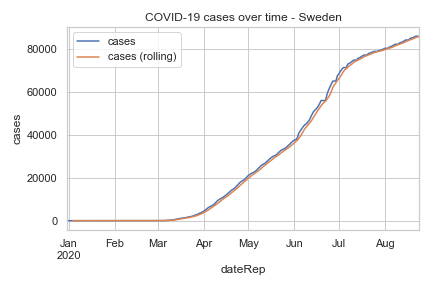 COVID-19 cases over time - Sweden
cases
cases (rolling)
80000
60000
40000
20000
0
cases
Jan Feb Mar Apr May Jun Jul Aug
2020
dateRep